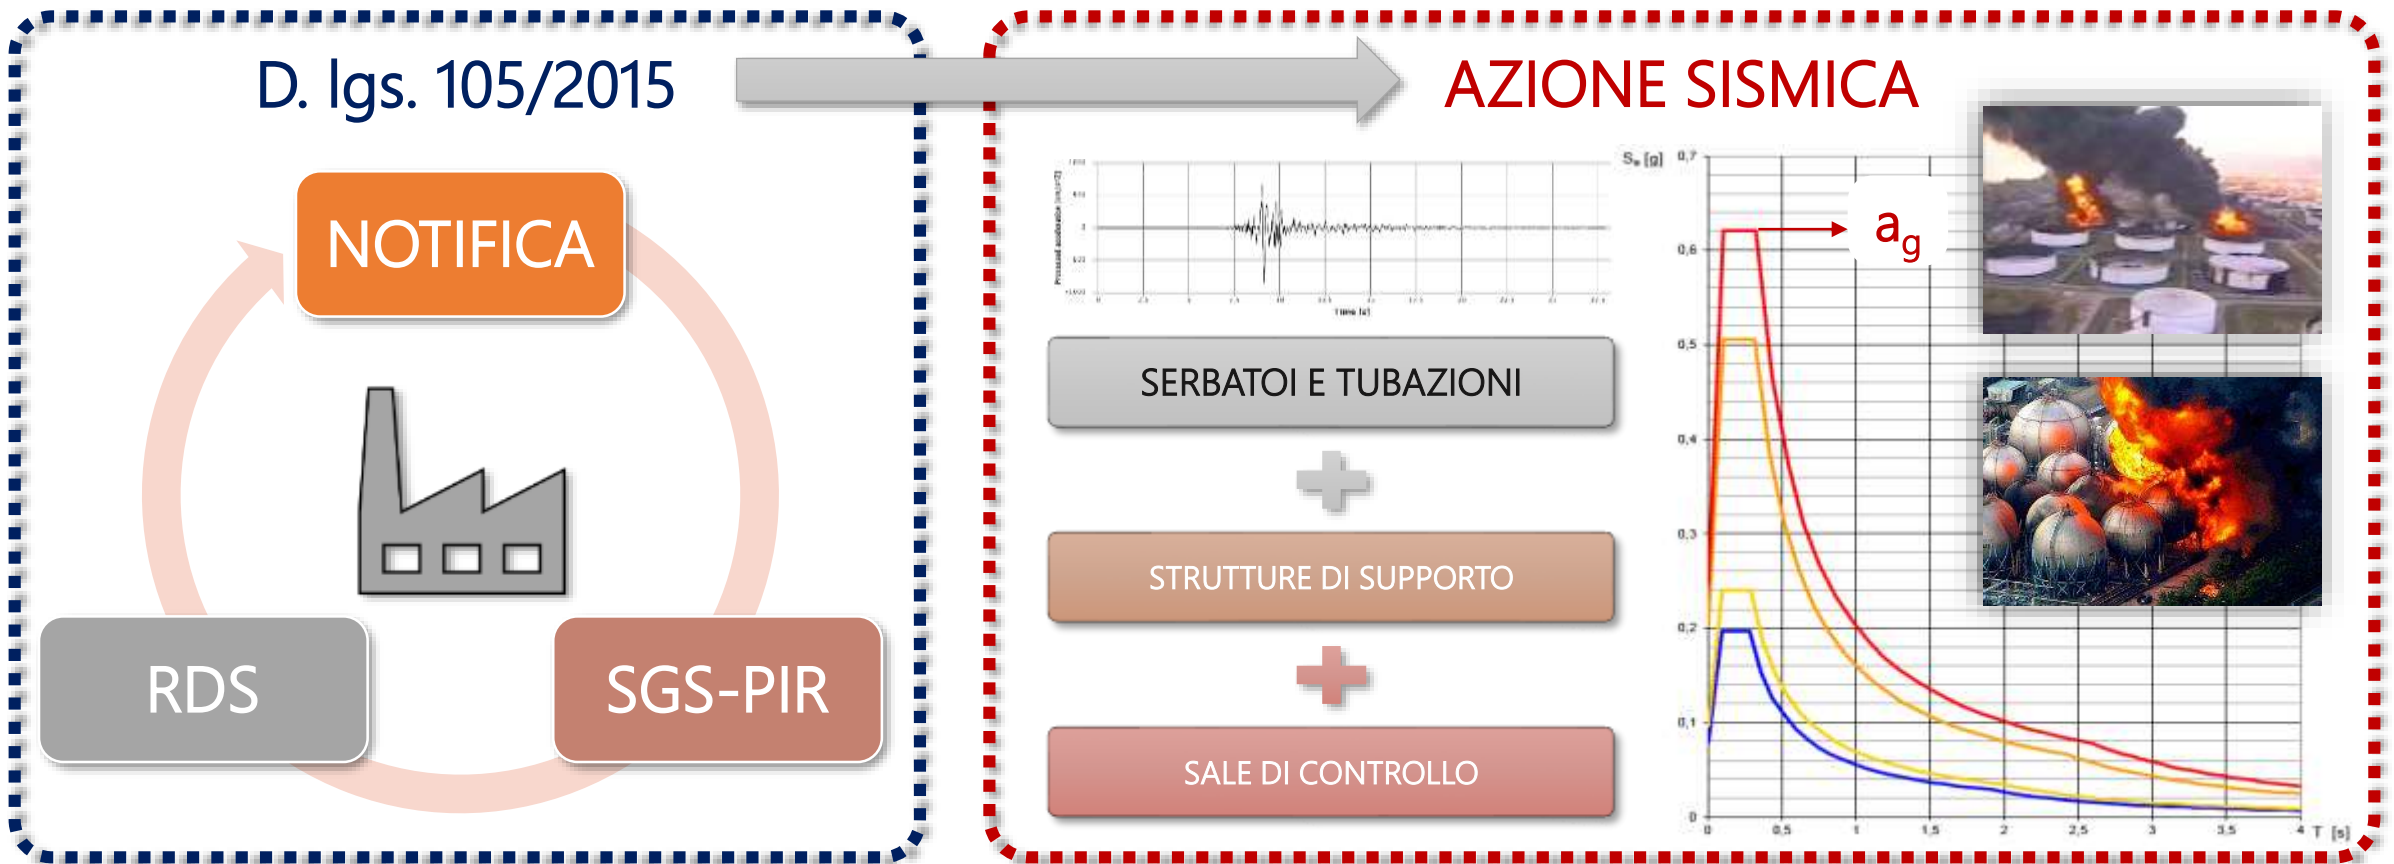 D. lgs. 105/2015
NOTIFICA
RDS
SGS-PIR
AZIONE SISMICA
Time [s]
SERBATOI E TUBAZIONI
STRUTTURE DI SUPPORTO
SALE DI CONTROLLO
Se [g]
0,7
0,6
0,5
0,4
0,3
0,2
0,1
0
ag
0
0,5
1
1,5
2
2,5
3
3,5
4
T [s]